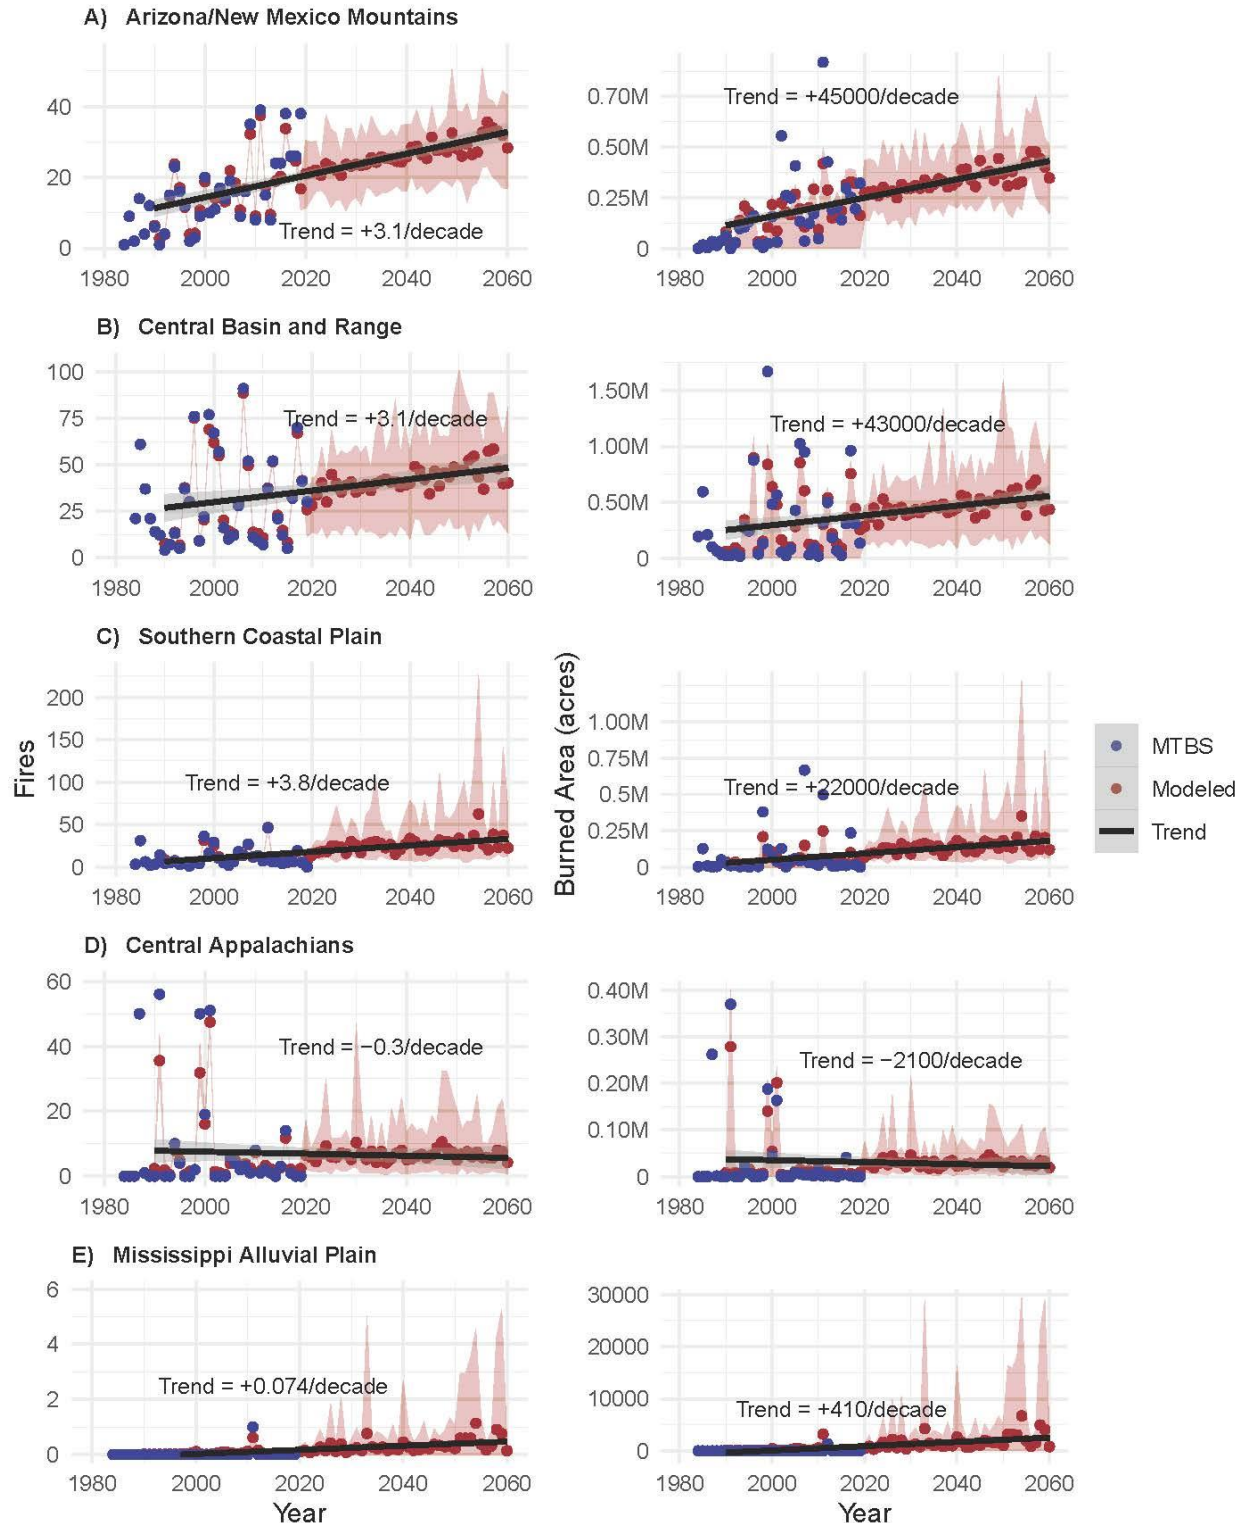 A) Arizona/New Mexico Mountains
40
20
0
Trend = +3.1/decade
1980 2000 2020 2040 2060
0.70M
0.50M
0.25M
0
Trend = +45000/decade
1980 2000 2020 2040 2060
B) Central Basin and Range
100
75
50
25
0
Trend = +3.1/decade
1980 2000 2020 2040 2060
1.50M
1.00M
0.50M
0
Trend = +43000/decade
1980 2000 2020 2040 2060
C) Southern Coastal Plain
Fires
200
150
100
50
0
Trend = +3.8/decade
1980 2000 2020 2040 2060
Burned Area (acres)
1.00M
0.75M
0.5M
0.25M
0
Trend = +22000/decade
1980 2000 2020 2040 2060
MTBS
Modeled
Trend
D) Central Appalachians
60
40
20
0
Trend = −0.3/decade
1980 2000 2020 2040 2060
0.40M
0.30M
0.20M
0.10M
0
Trend = −2100/decade
1980 2000 2020 2040 2060
E) Mississippi Alluvial Plain
6
4
2
0
Trend = +0.074/decade
1980 2000 2020 2040 2060
Year
30000
20000
10000
0
Trend = +410/decade
1980 2000 2020 2040 2060
Year